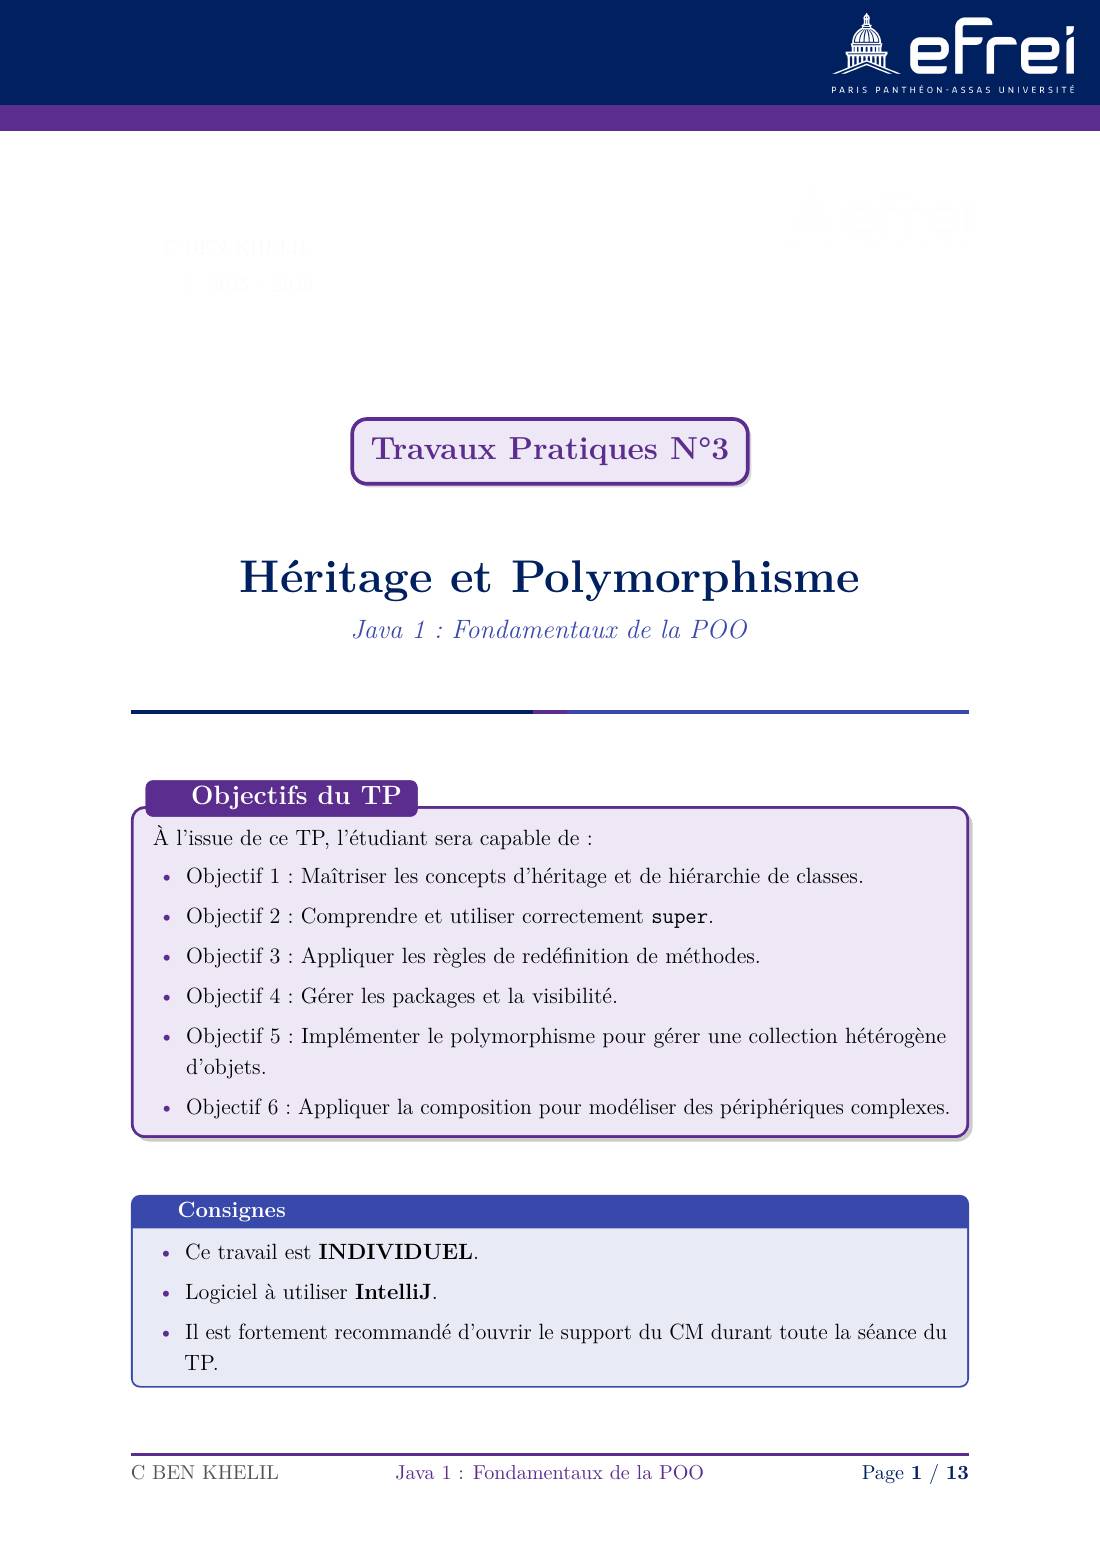 efrei
PARIS PANTHÉON-ASSAS UNIVERSITÉ
efrei
C BEN KHELIL
Travaux Pratiques N°3
Héritage et Polymorphisme
Java 1 : Fondamentaux de la POO
Objectifs du TP
À l'issue de ce TP, l'étudiant sera capable de :
• Objectif 1 : Maîtriser les concepts d'héritage et de hiérarchie de classes.
• Objectif 2 : Comprendre et utiliser correctement super.
• Objectif 3 : Appliquer les règles de redéfinition de méthodes.
• Objectif 4 : Gérer les packages et la visibilité.
• Objectif 5 : Implémenter le polymorphisme pour gérer une collection hétérogène
d'objets.
• Objectif 6 : Appliquer la composition pour modéliser des périphériques complexes.
Consignes
• Ce travail est INDIVIDUEL.
• Logiciel à utiliser IntelliJ.
• Il est fortement recommandé d'ouvrir le support du CM durant toute la séance du
TP.
C BEN KHELIL
Java 1 : Fondamentaux de la POO
Page 1 / 13